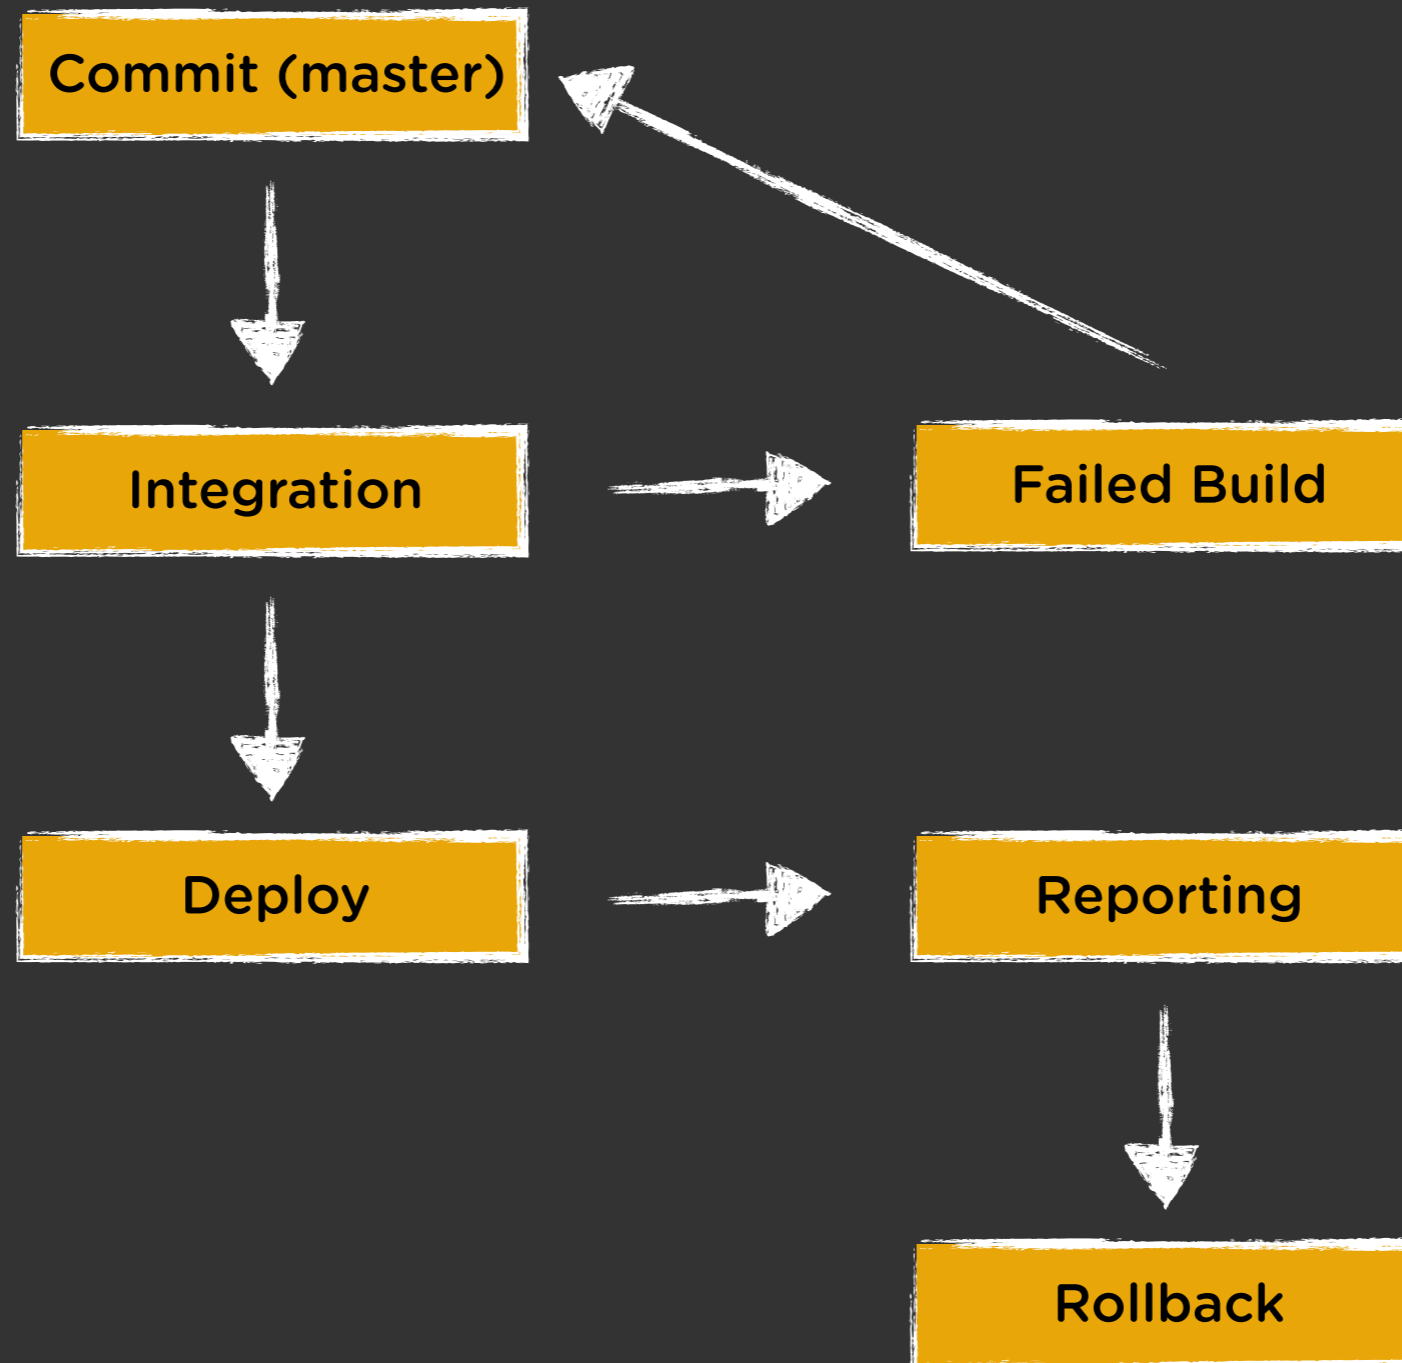 Commit (master)
Integration
Failed Build
Deploy
Reporting
Rollback